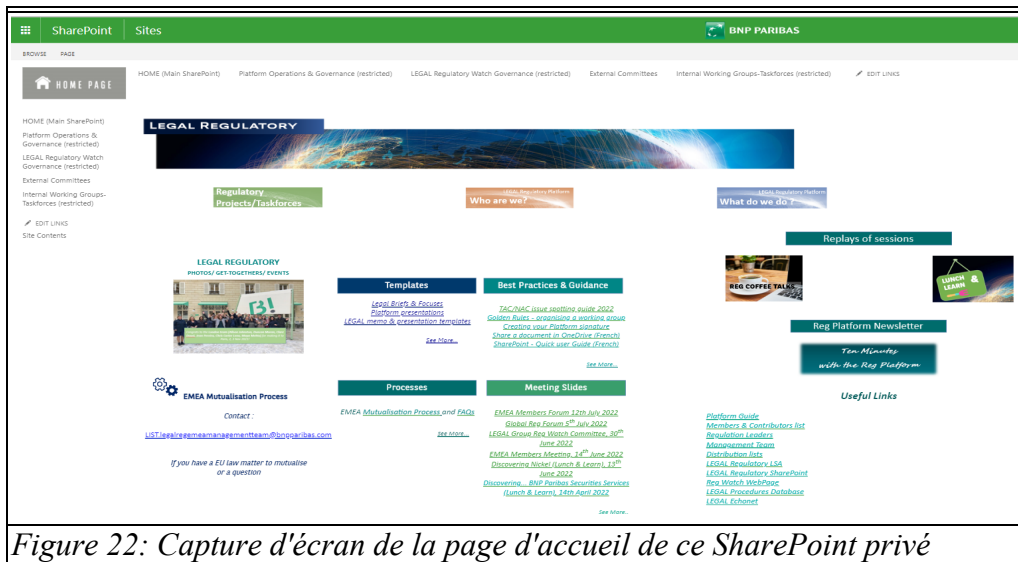 SharePoint Sites BNP PARIBAS
BROWSE PAGE
HOME PAGE
HOME (Main SharePoint) Platform Operations & Governance (restricted) LEGAL Regulatory Watch Governance (restricted) External Committees Internal Working Groups-Taskforces (restricted) EDIT LINKS
HOME (Main SharePoint)
Platform Operations &
Governance (restricted)
LEGAL Regulatory Watch
Governance (restricted)
External Committees
Internal Working Groups-
Taskforces (restricted)
EDIT LINKS
Site Contents
LEGAL REGULATORY
Regulatory
Projects/Taskforces
LEGAL Regulatory Platform
Who are we?
LEGAL Regulatory Platform
What do we do ?
LEGAL REGULATORY
PHOTOS/ GET-TOGETHERS/ EVENTS
Templates
Legal Briefs & Focuses
Platform presentations
LEGAL memo & presentation templates
See More...
Best Practices & Guidance
TAC/NAC issue spotting guide 2022
Golden Rules - organising a working group
Creating your Platform signature
Share a document in OneDrive (French)
SharePoint - Quick user Guide (French)
See More...
Replays of sessions
REG COFFEE TALKS
LUNCH &
LEARN
Reg Platform Newsletter
Ten Minutes
with the Reg Platform
EMEA Mutualisation Process
Contact :
LIST.legalregemeamanagementteam@bnpparibas.com
If you have a EU law matter to mutualise
or a question
Processes
EMEA Mutualisation Process and FAQs
See More...
Meeting Slides
EMEA Members Forum 12th July 2022
Global Reg Forum 5th July 2022
LEGAL Group Reg Watch Committee, 30th
June 2022
EMEA Members Meeting, 14th June 2022
Discovering Nickel (Lunch & Learn), 13th
June 2022
Discovering... BNP Paribas Securities Services
(Lunch & Learn), 14th April 2022
See More..
Useful Links
Platform Guide
Members & Contributors list
Regulation Leaders
Management Team
Distribution lists
LEGAL Regulatory LSA
LEGAL Regulatory SharePoint
Reg Watch WebPage
LEGAL Procedures Database
LEGAL Echonet
Figure 22: Capture d'écran de la page d'accueil de ce SharePoint privé